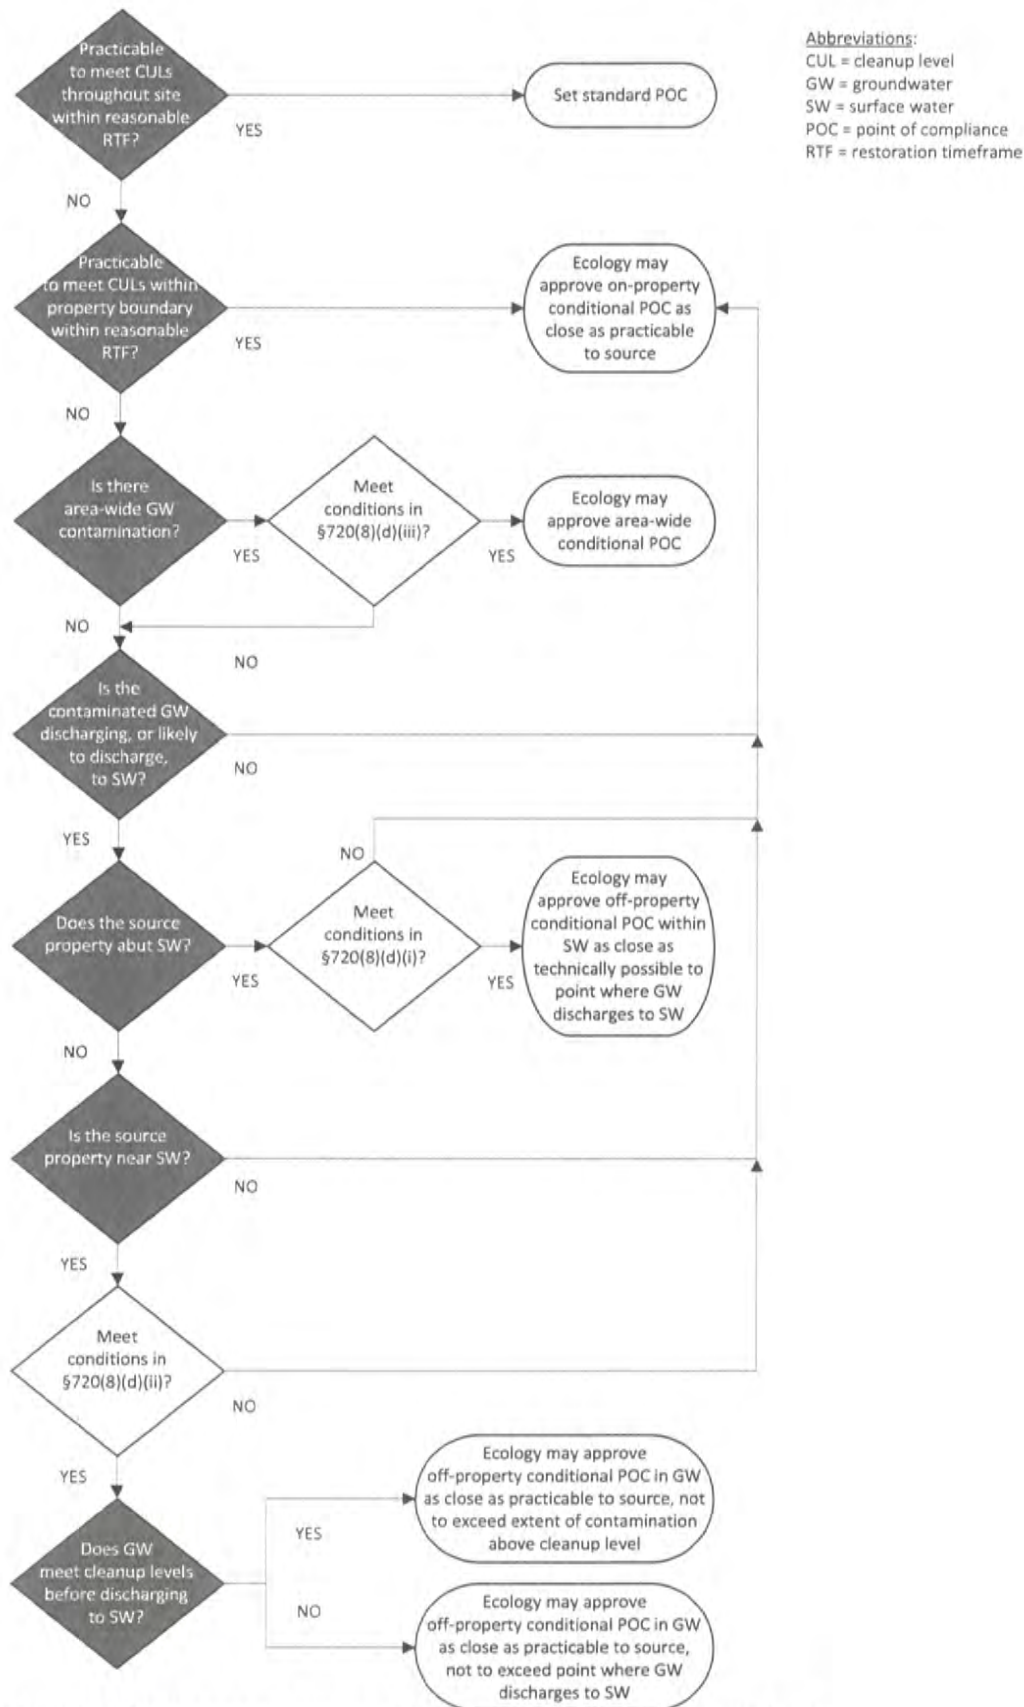 Practicable
to meet CULs
throughout site
within reasonable
RTF?
YES
Set standard POC
Abbreviations:
CUL = cleanup level
GW = groundwater
SW = surface water
POC = point of compliance
RTF = restoration timeframe
NO
Practicable
to meet CULs within
property boundary
within reasonable
RTF?
YES
Ecology may
approve on-property
conditional POC as
close as practicable
to source
NO
Is there
area-wide GW
contamination?
YES
Meet
conditions in
§720(8)(d)(iii)?
YES
Ecology may
approve area-wide
conditional POC
NO
NO
Is the
contaminated GW
discharging, or likely
to discharge,
to SW?
NO
YES
Does the source
property abut SW?
YES
NO
Meet
conditions in
§720(8)(d)(i)?
YES
Ecology may
approve off-property
conditional POC within
SW as close as
technically possible to
point where GW
discharges to SW
NO
Is the source
property near SW?
NO
YES
Meet
conditions in
§720(8)(d)(ii)?
NO
YES
Does GW
meet cleanup levels
before discharging
to SW?
YES
Ecology may approve
off-property conditional POC in GW
as close as practicable to source, not
to exceed extent of contamination
above cleanup level
NO
Ecology may approve
off-property conditional POC in GW
as close as practicable to source,
not to exceed point where GW
discharges to SW